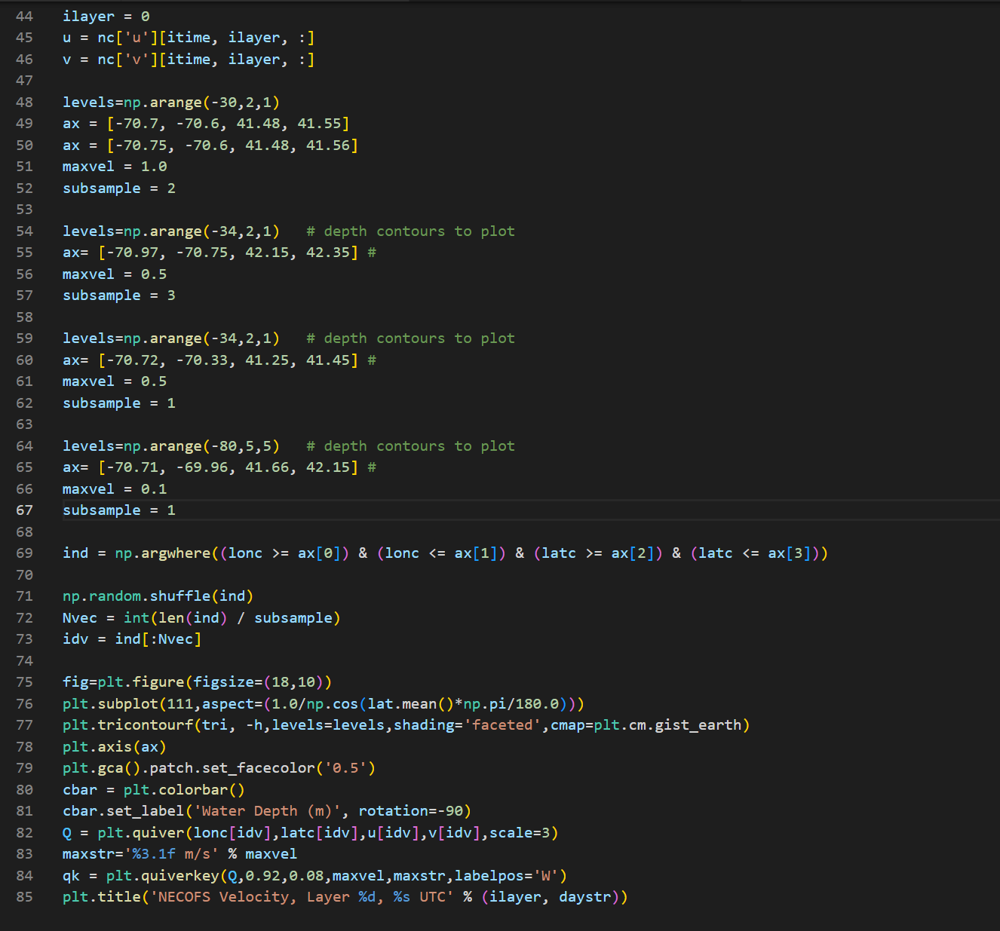 44 ilayer = 0
45 u = nc['u'][itime, ilayer, :]
46 v = nc['v'][itime, ilayer, :]
47
48 levels=np.arange(-30,2,1)
49 ax = [-70.7, -70.6, 41.48, 41.55]
50 ax = [-70.75, -70.6, 41.48, 41.56]
51 maxvel = 1.0
52 subsample = 2
53
54 levels=np.arange(-34,2,1)   # depth contours to plot
55 ax= [-70.97, -70.75, 42.15, 42.35] #
56 maxvel = 0.5
57 subsample = 3
58
59 levels=np.arange(-34,2,1)   # depth contours to plot
60 ax= [-70.72, -70.33, 41.25, 41.45] #
61 maxvel = 0.5
62 subsample = 1
63
64 levels=np.arange(-80,5,5)   # depth contours to plot
65 ax= [-70.71, -69.96, 41.66, 42.15] #
66 maxvel = 0.1
67 subsample = 1
68
69 ind = np.argwhere((lonc >= ax[0]) & (lonc <= ax[1]) & (latc >= ax[2]) & (latc <= ax[3]))
70
71 np.random.shuffle(ind)
72 Nvec = int(len(ind) / subsample)
73 idv = ind[:Nvec]
74
75 fig=plt.figure(figsize=(18,10))
76 plt.subplot(111,aspect=(1.0/np.cos(lat.mean()*np.pi/180.0)))
77 plt.tricontourf(tri, -h,levels=levels,shading='faceted',cmap=plt.cm.gist_earth)
78 plt.axis(ax)
79 plt.gca().patch.set_facecolor('0.5')
80 cbar = plt.colorbar()
81 cbar.set_label('Water Depth (m)', rotation=-90)
82 Q = plt.quiver(lonc[idv],latc[idv],u[idv],v[idv],scale=3)
83 maxstr='%3.1f m/s' % maxvel
84 qk = plt.quiverkey(Q,0.92,0.08,maxvel,maxstr,labelpos='W')
85 plt.title('NECOFS Velocity, Layer %d, %s UTC' % (ilayer, daystr))